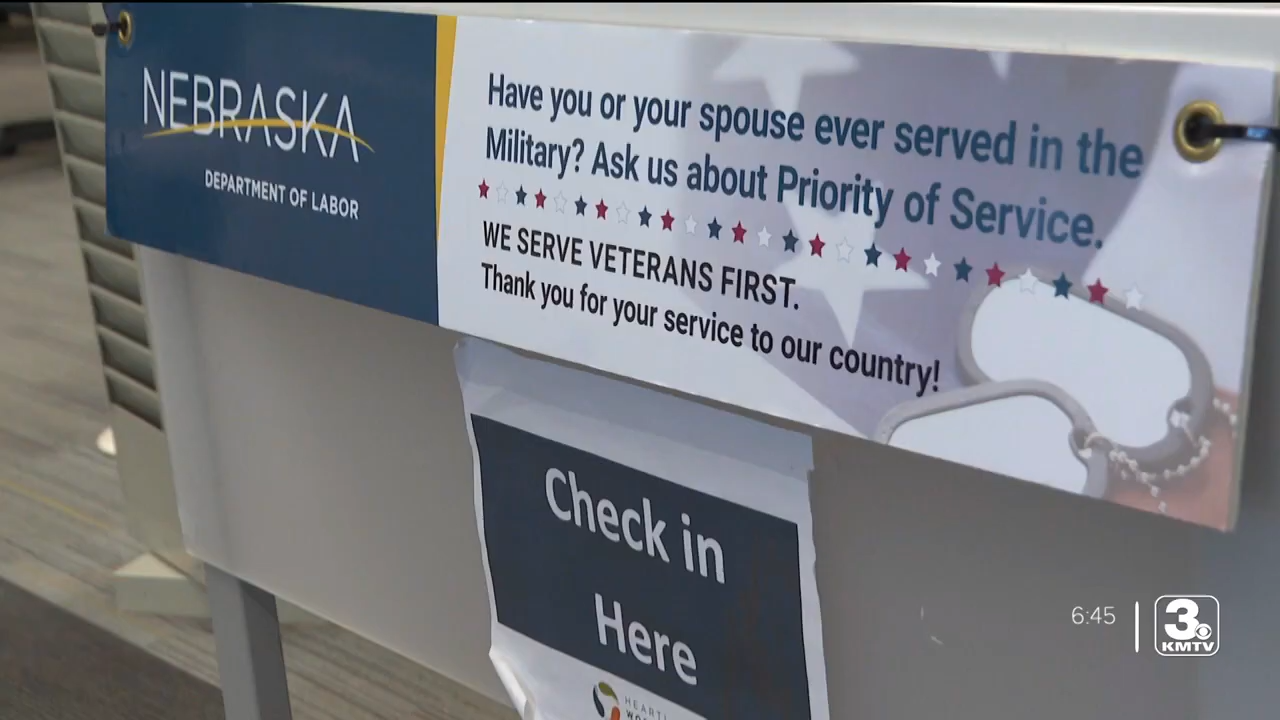 NEBRASKA
DEPARTMENT OF LABOR
Have you or your spouse ever served in the
Military? Ask us about Priority of Service.
WE SERVE VETERANS FIRST.
Thank you for your service to our country!
Check in
Here
6:45
3
KMTV